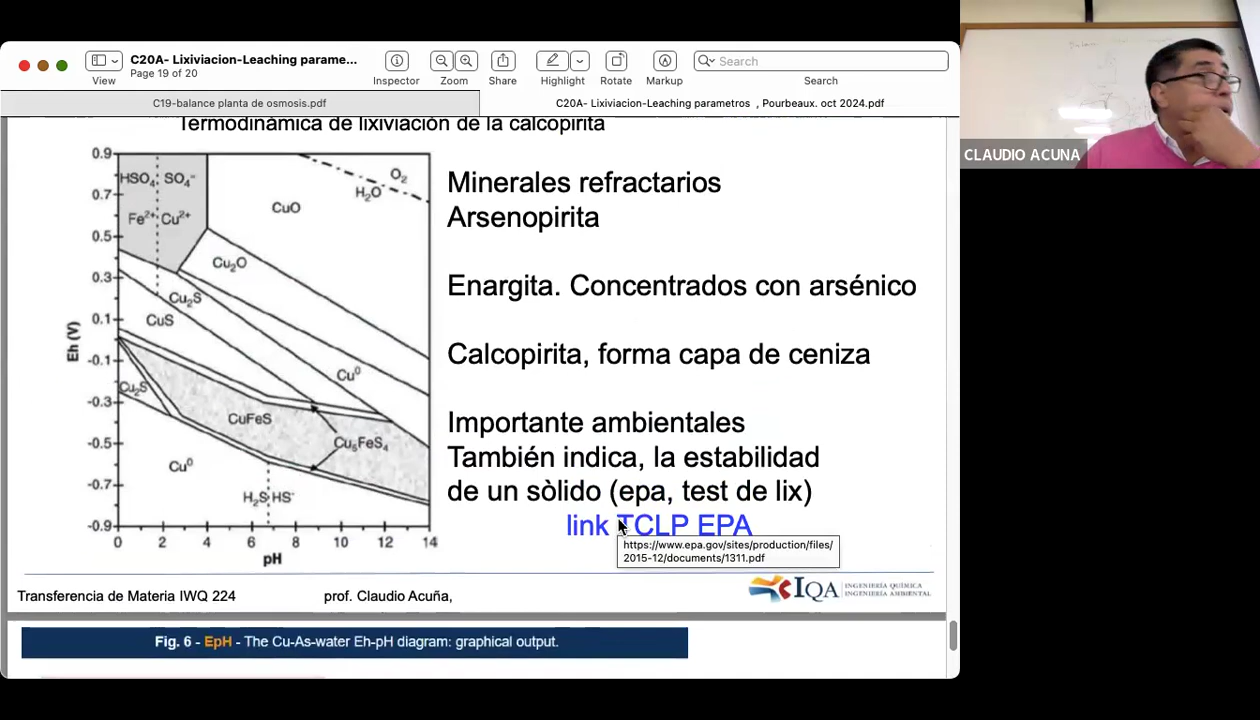 C20A- Lixiviacion-Leaching parame...
Page 19 of 20
View
Inspector
Zoom
Share
Highlight
Rotate
Markup
Search
Search
C19-balance planta de osmosis.pdf
C20A- Lixiviacion-Leaching parametros , Pourbeaux. oct 2024.pdf
CLAUDIO ACUNA
Termodinámica de lixiviación de la calcopirita
0.9
0.7
0.5
0.3
0.1
-0.1
-0.3
-0.5
-0.7
-0.9
Eh (V)
HSO₄⁻ SO₄⁼
Fe²⁺ Cu²⁺
CuO
O₂
H₂O
Cu₂O
Cu₂S
CuS
Cu⁰
Cu₂S
CuFeS
Cu₅FeS₄
Cu⁰
H₂S HS⁻
0 2 4 6 8 10 12 14
pH
Minerales refractarios
Arsenopirita
Enargita. Concentrados con arsénico
Calcopirita, forma capa de ceniza
Importante ambientales
También indica, la estabilidad
de un sòlido (epa, test de lix)
link TCLP EPA
https://www.epa.gov/sites/production/files/
2015-12/documents/1311.pdf
Transferencia de Materia IWQ 224
prof. Claudio Acuña,
IQA
INGENIERÍA QUÍMICA
INGENIERÍA AMBIENTAL
Fig. 6 - EpH - The Cu-As-water Eh-pH diagram: graphical output.